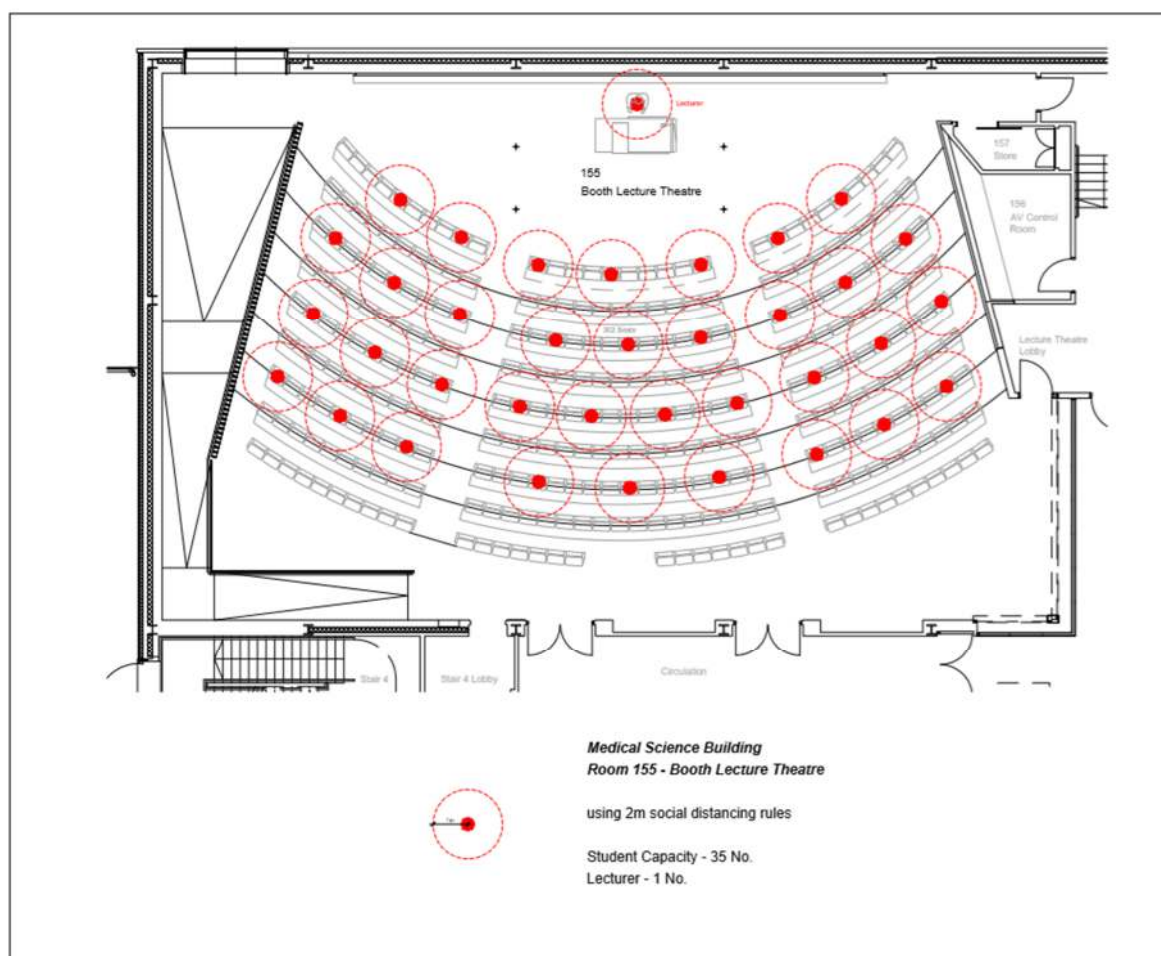 Lecturer
155
Booth Lecture Theatre
157
Store
156
AV Control
Room
Lecture Theatre
Lobby
Stair 4
Stair 4 Lobby
Circulation
Medical Science Building
Room 155 - Booth Lecture Theatre
using 2m social distancing rules
Student Capacity - 35 No.
Lecturer - 1 No.